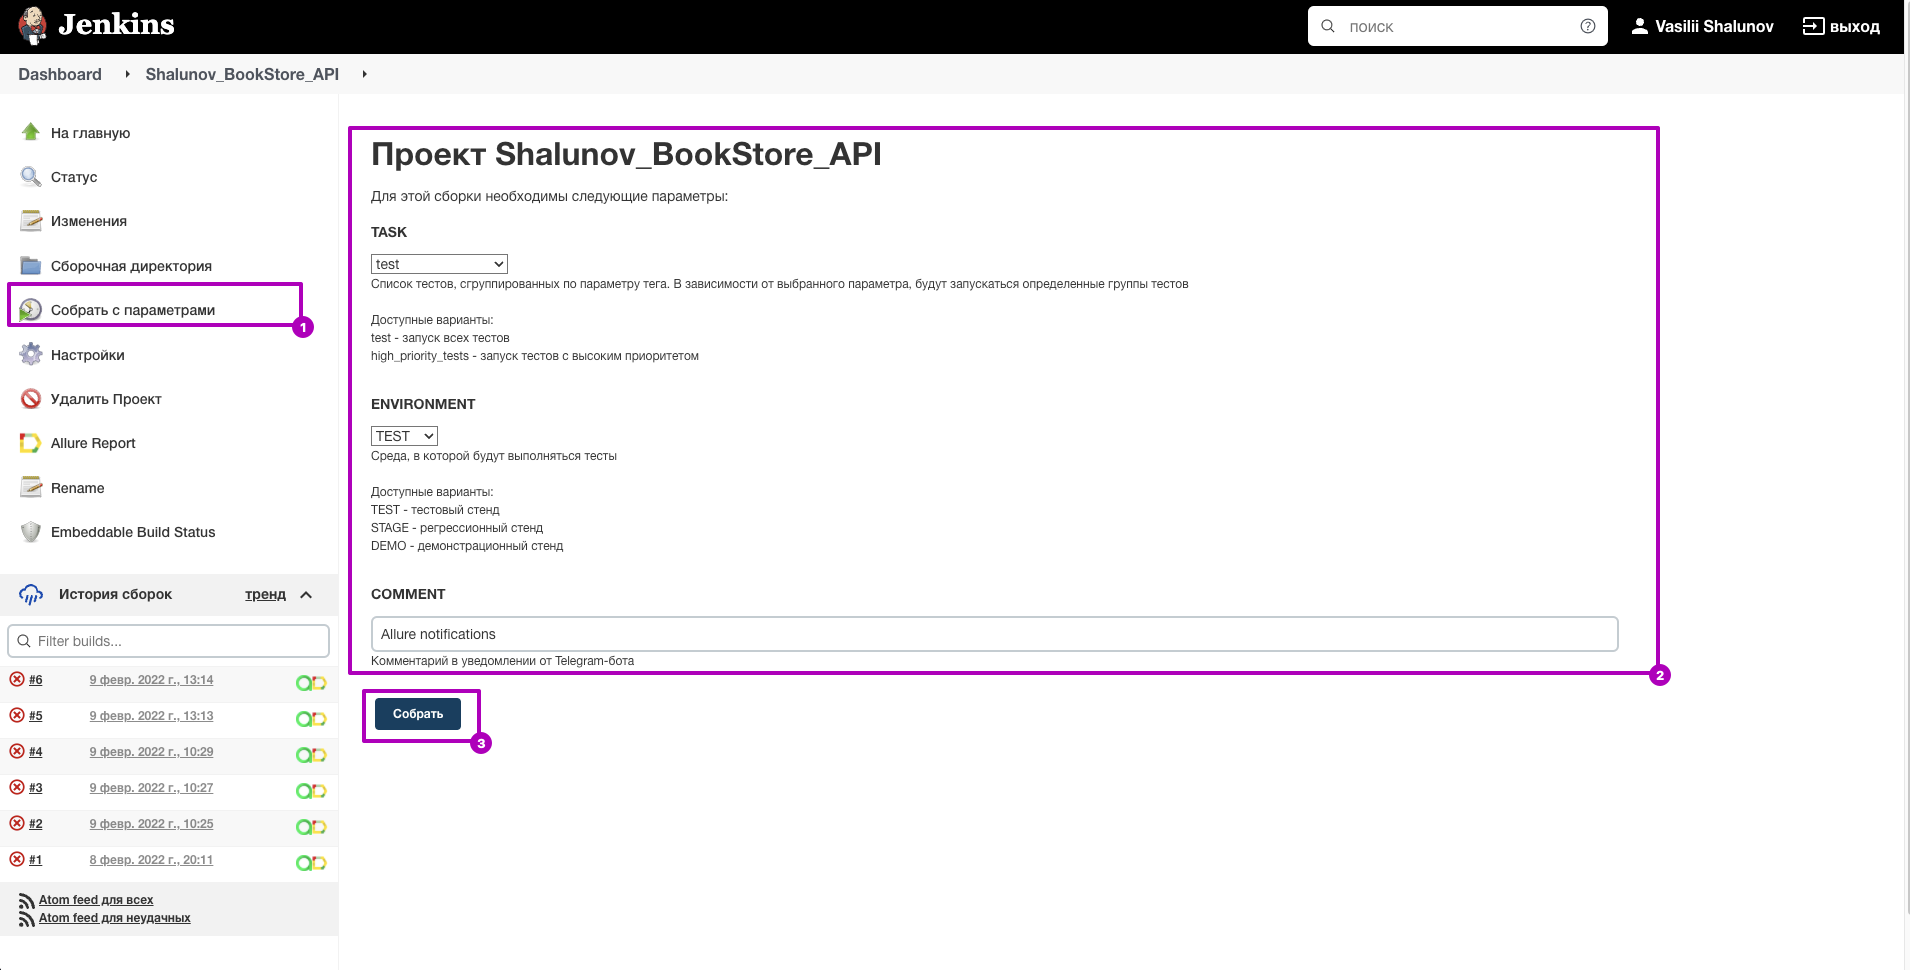 Jenkins
поиск
Vasilii Shalunov
выход
Dashboard
Shalunov_BookStore_API
На главную
Статус
Изменения
Сборочная директория
Собрать с параметрами
1
Настройки
Удалить Проект
Allure Report
Rename
Embeddable Build Status
История сборок
тренд
Filter builds...
#6 9 февр. 2022 г., 13:14
#5 9 февр. 2022 г., 13:13
#4 9 февр. 2022 г., 10:29
#3 9 февр. 2022 г., 10:27
#2 9 февр. 2022 г., 10:25
#1 8 февр. 2022 г., 20:11
Atom feed для всех
Atom feed для неудачных
Проект Shalunov_BookStore_API
Для этой сборки необходимы следующие параметры:
TASK
test
Список тестов, сгруппированных по параметру тега. В зависимости от выбранного параметра, будут запускаться определенные группы тестов
Доступные варианты:
test - запуск всех тестов
high_priority_tests - запуск тестов с высоким приоритетом
ENVIRONMENT
TEST
Среда, в которой будут выполняться тесты
Доступные варианты:
TEST - тестовый стенд
STAGE - регрессионный стенд
DEMO - демонстрационный стенд
COMMENT
Allure notifications
Комментарий в уведомлении от Telegram-бота
2
Собрать
3